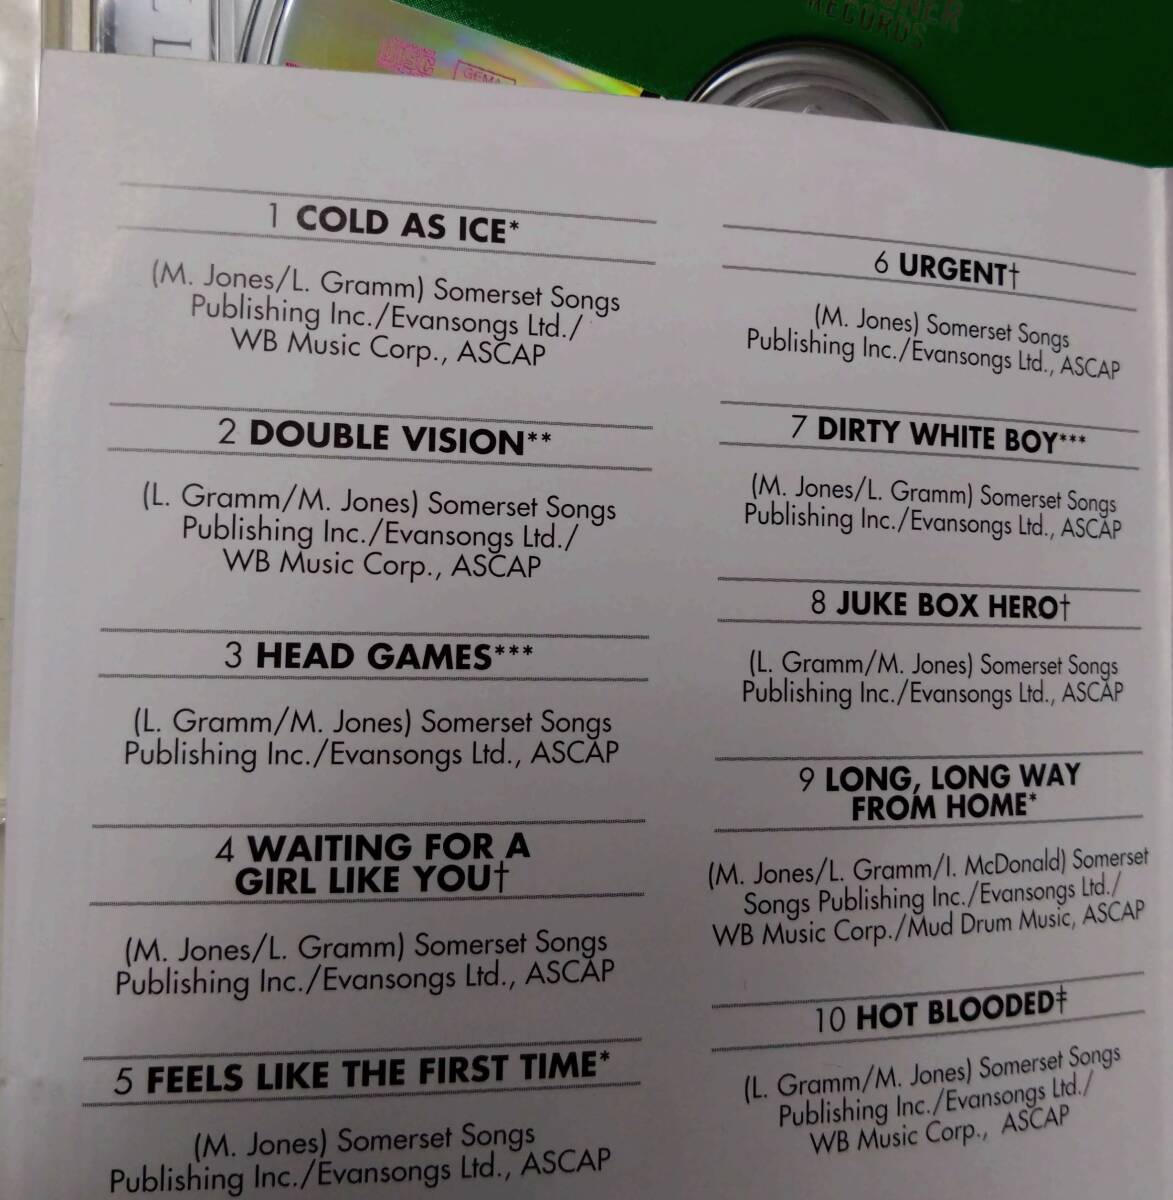 RECORDS
GEMA
1 COLD AS ICE*
(M. Jones/L. Gramm) Somerset Songs
Publishing Inc./Evansongs Ltd./
WB Music Corp., ASCAP
2 DOUBLE VISION**
(L. Gramm/M. Jones) Somerset Songs
Publishing Inc./Evansongs Ltd./
WB Music Corp., ASCAP
3 HEAD GAMES***
(L. Gramm/M. Jones) Somerset Songs
Publishing Inc./Evansongs Ltd., ASCAP
4 WAITING FOR A
GIRL LIKE YOU†
(M. Jones/L. Gramm) Somerset Songs
Publishing Inc./Evansongs Ltd., ASCAP
5 FEELS LIKE THE FIRST TIME*
(M. Jones) Somerset Songs
Publishing Inc./Evansongs Ltd., ASCAP
6 URGENT†
(M. Jones) Somerset Songs
Publishing Inc./Evansongs Ltd., ASCAP
7 DIRTY WHITE BOY***
(M. Jones/L. Gramm) Somerset Songs
Publishing Inc./Evansongs Ltd., ASCAP
8 JUKE BOX HERO†
(L. Gramm/M. Jones) Somerset Songs
Publishing Inc./Evansongs Ltd., ASCAP
9 LONG, LONG WAY
FROM HOME*
(M. Jones/L. Gramm/I. McDonald) Somerset
Songs Publishing Inc./Evansongs Ltd./
WB Music Corp./Mud Drum Music, ASCAP
10 HOT BLOODED‡
(L. Gramm/M. Jones) Somerset Songs
Publishing Inc./Evansongs Ltd./
WB Music Corp., ASCAP